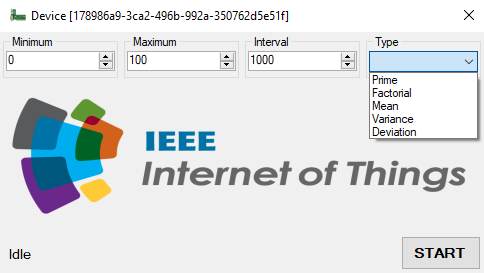 Device [178986a9-3ca2-496b-992a-350762d5e51f]
Minimum
Maximum
Interval
Type
0
100
1000
Prime
Factorial
Mean
Variance
Deviation
IEEE
Internet of Things
Idle
START